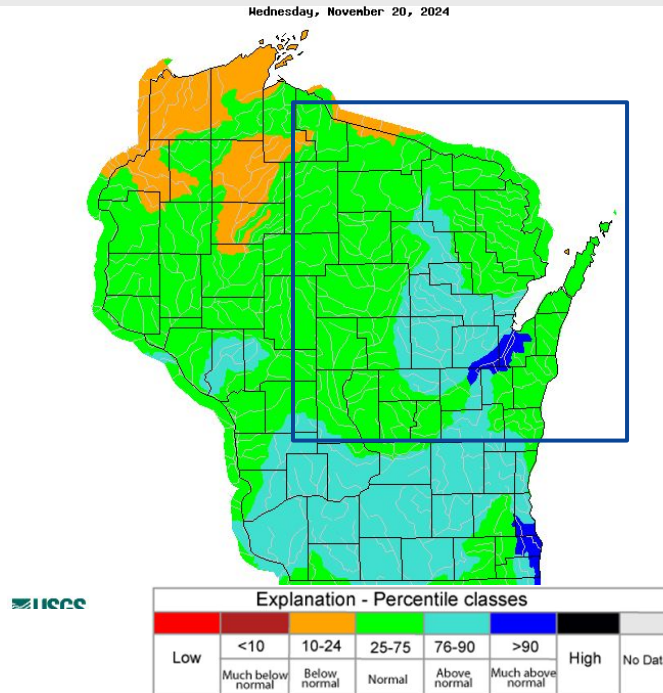 Wednesday, November 20, 2024
USGS
Explanation - Percentile classes
Low
<10
10-24
25-75
76-90
>90
High
No Dat
Much below normal
Below normal
Normal
Above normal
Much above normal